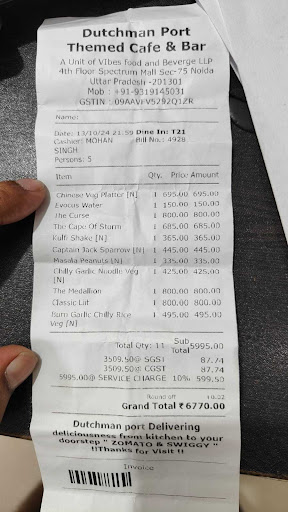 Dutchman Port
Themed Cafe & Bar
A Unit of VIbes food and Beverge LLP
4th Floor Spectrum Mall Sec-75 Noida
Uttar Pradesh -201301
Mob : +91-9319145031
GSTIN : 09AAVFV5292Q1ZR
Name:
Date: 13/10/24 21:59 Dine In: T21
Cashier: MOHAN Bill No.: 4928
SINGH
Persons: 5
Item Qty. Price Amount
Chinese Veg Platter [N] 1 695.00 695.00
Evocus Water 1 150.00 150.00
The Curse 1 800.00 800.00
The Cape Of Sturm 1 685.00 685.00
Kulfi Shake [N] 1 365.00 365.00
Captain Jack Sparrow [N] 1 445.00 445.00
Masala Peanuts [N] 1 335.00 335.00
Chilly Garlic Noodle Veg 1 425.00 425.00
[N]
The Medallion 1 800.00 800.00
Classic Liit 1 800.00 800.00
Burn Garlic Chilly Rice 1 495.00 495.00
Veg [N]
Total Qty: 11 Sub Total 5995.00
3509.50@ SGST 87.74
3509.50@ CGST 87.74
5995.00@ SERVICE CHARGE 10% 599.50
Round off
Grand Total ₹6770.00
Dutchman port Delivering
deliciousness from kitchen to your
doorstep " ZOMATO & SWIGGY "
!!Thanks for Visit !!
Invoice